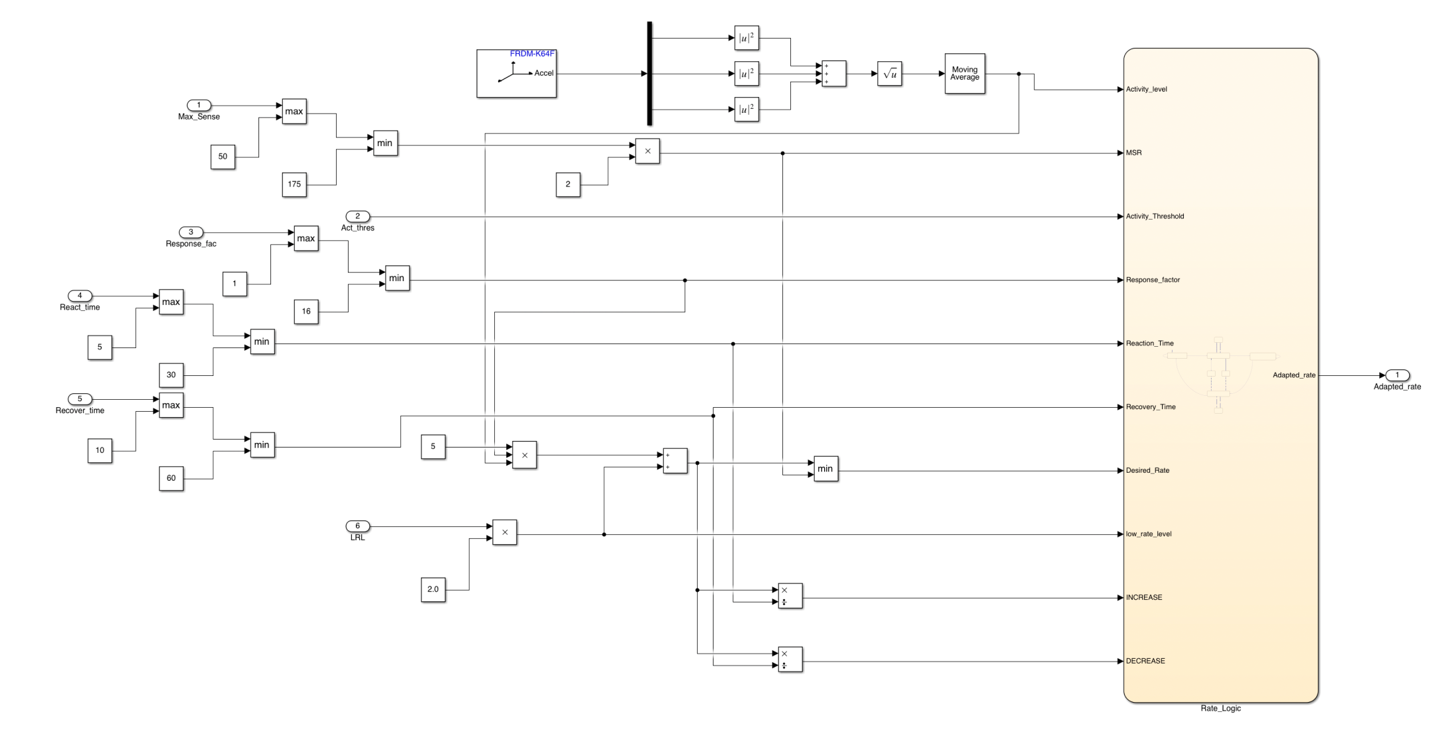 FRDM-K64F
Accel
|u|²
|u|²
|u|²
+
+
+
√u
Moving
Average
1
Max_Sense
max
50
min
175
×
2
2
Act_thres
3
Response_fac
max
1
min
16
4
React_time
max
5
min
30
5
Recover_time
max
10
min
60
5
×
+
+
min
6
LRL
×
2.0
×
÷
×
÷
Activity_level
MSR
Activity_Threshold
Response_factor
Reaction_Time
Recovery_Time
Desired_Rate
low_rate_level
INCREASE
DECREASE
Adapted_rate
Rate_Logic
1
Adapted_rate